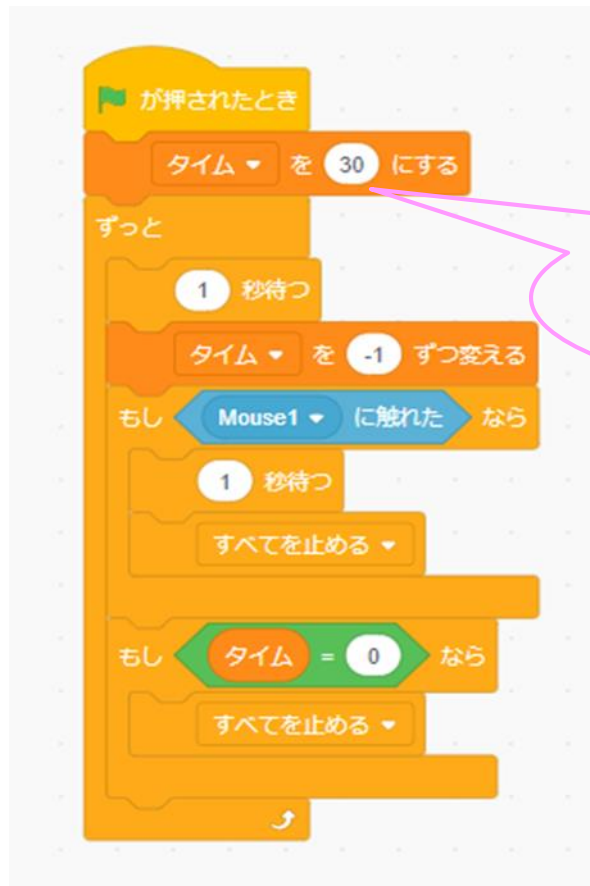 が押されたとき
タイム を 30 にする
ずっと
1 秒待つ
タイム を -1 ずつ変える
もし Mouse1 に触れた なら
1 秒待つ
すべてを止める
もし タイム = 0 なら
すべてを止める